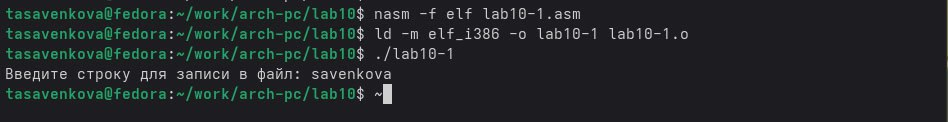 tasavenkova@fedora:~/work/arch-pc/lab10$ nasm -f elf lab10-1.asm
tasavenkova@fedora:~/work/arch-pc/lab10$ ld -m elf_i386 -o lab10-1 lab10-1.o
tasavenkova@fedora:~/work/arch-pc/lab10$ ./lab10-1
Введите строку для записи в файл: savenkova
tasavenkova@fedora:~/work/arch-pc/lab10$ ~